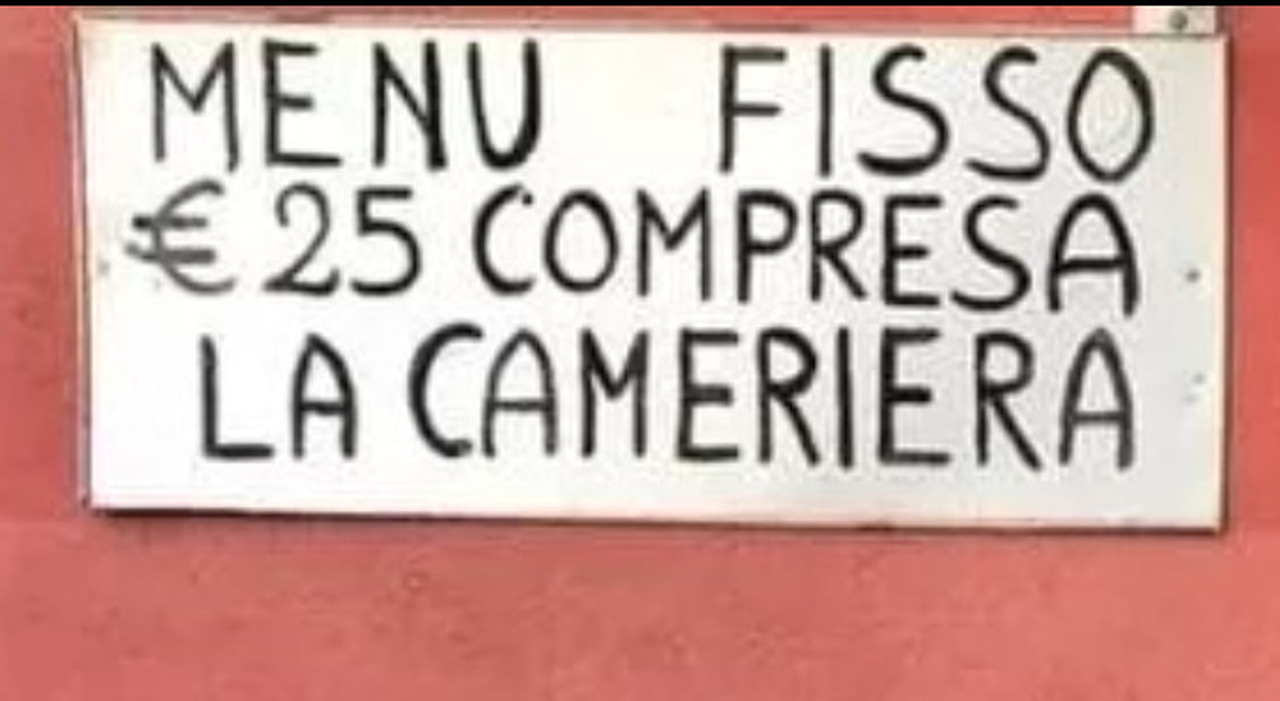 MENU FISSO
€ 25 COMPRESA
LA CAMERIERA